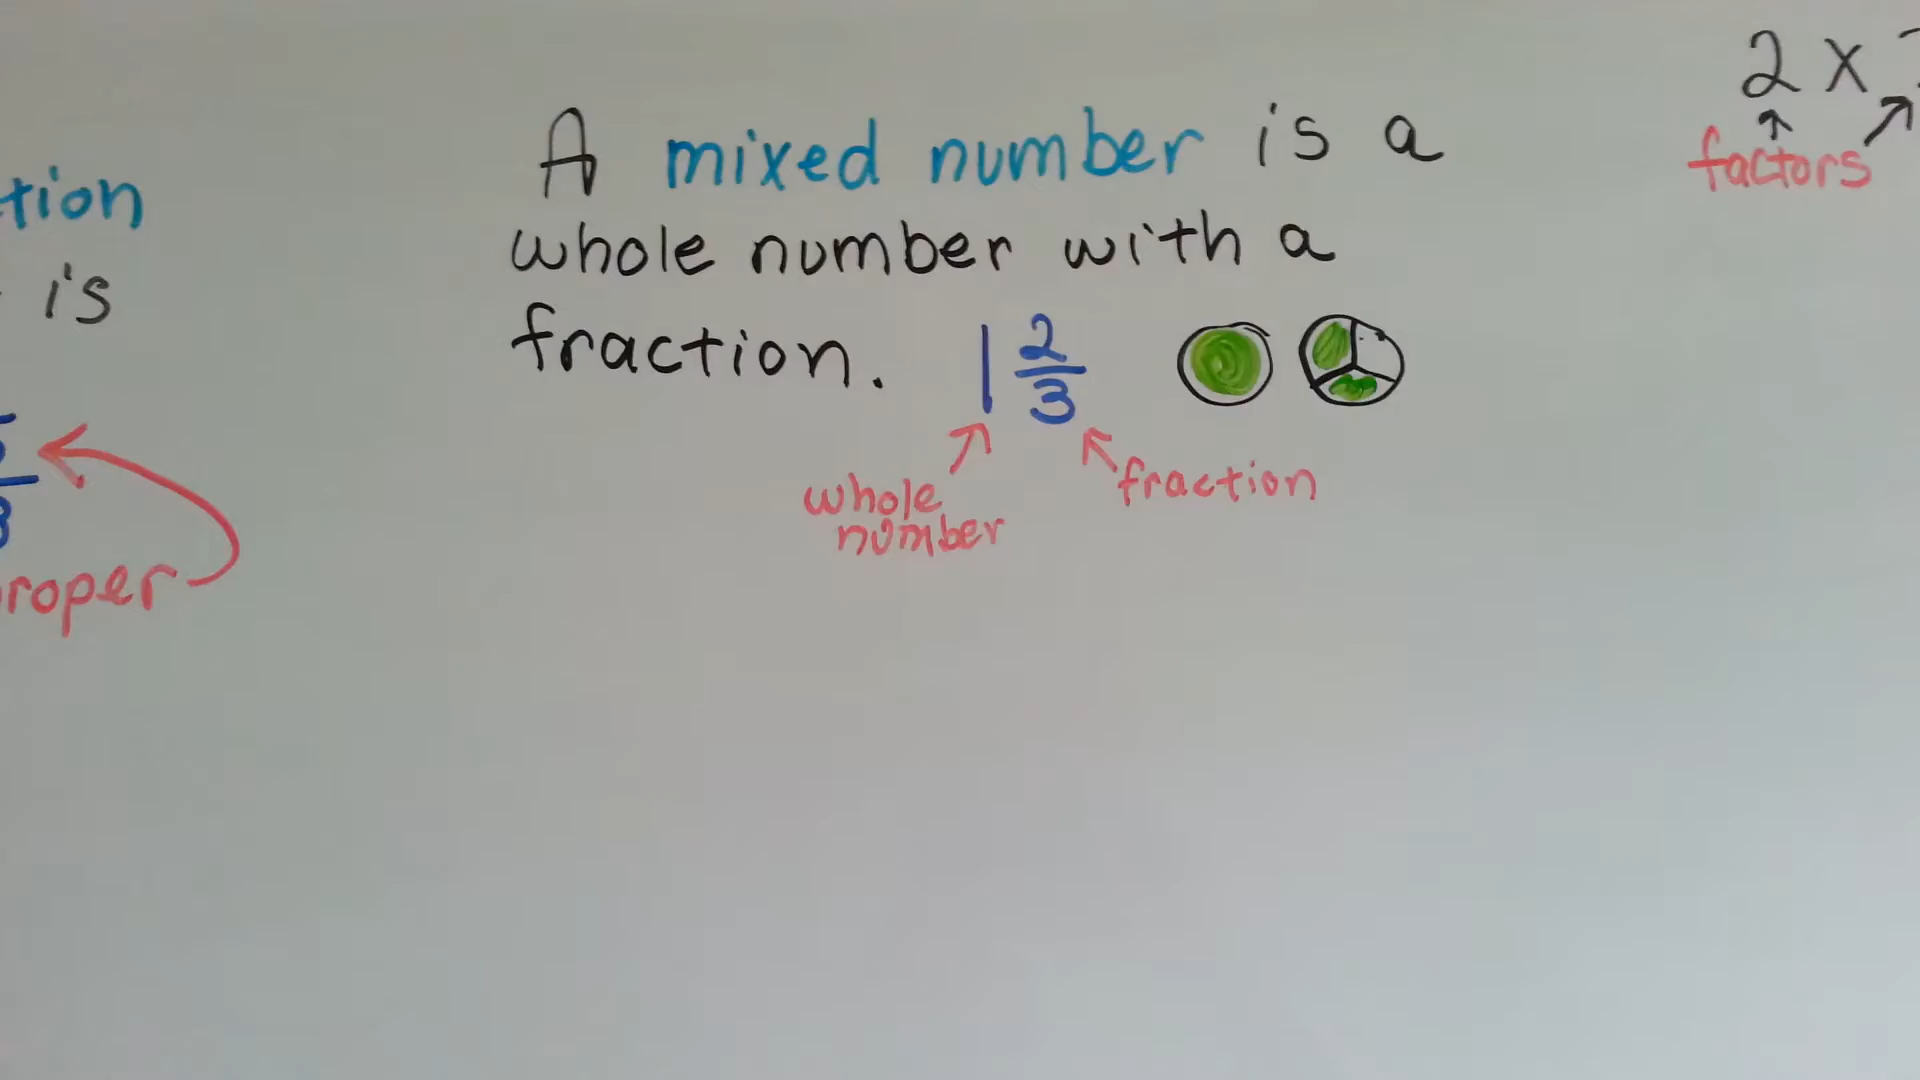 A mixed number is a
whole number with a
fraction. 1 2/3
whole
number
fraction
tion
is
roper
2 x
factors